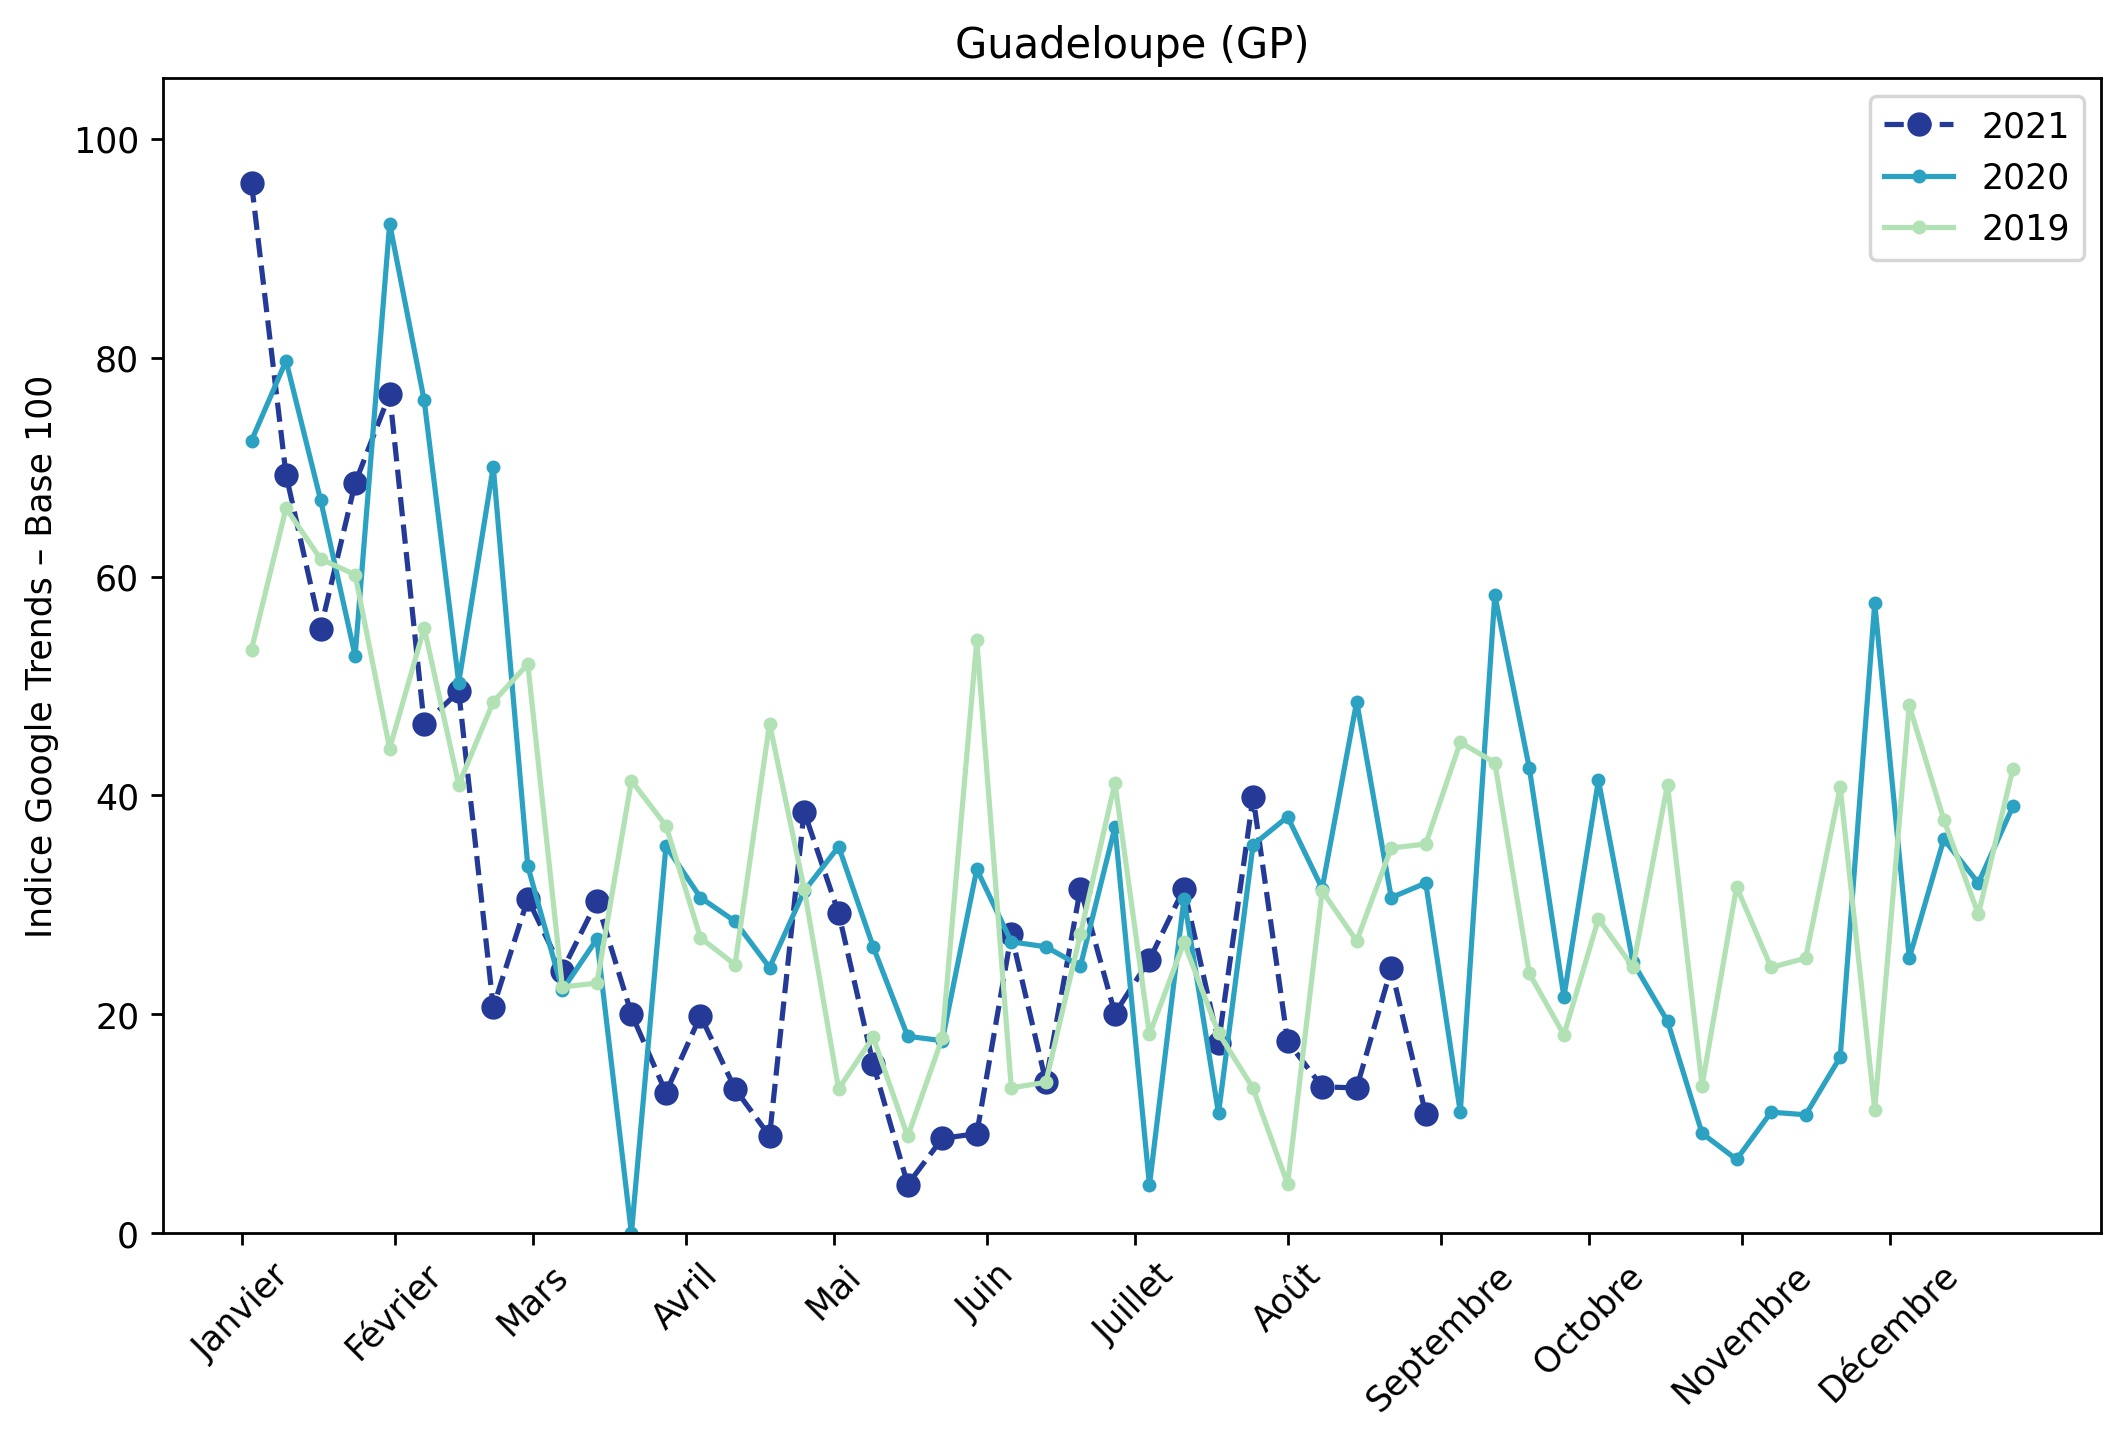 Guadeloupe (GP)
Indice Google Trends – Base 100
100
80
60
40
20
0
2021
2020
2019
Janvier
Février
Mars
Avril
Mai
Juin
Juillet
Août
Septembre
Octobre
Novembre
Décembre